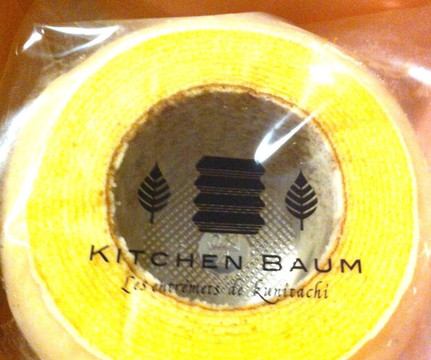 KITCHEN BAUM
Les entremets de kunitachi